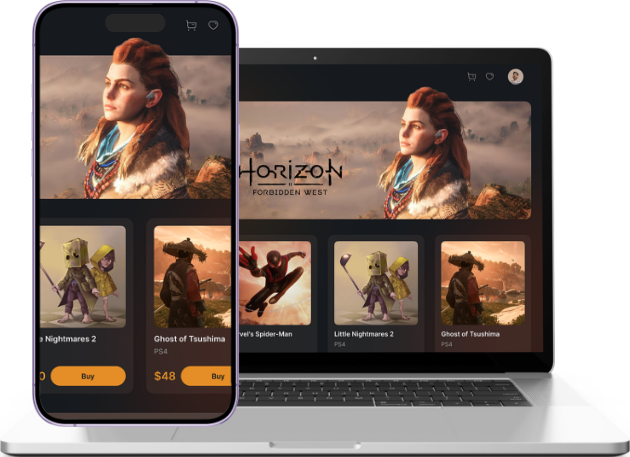 e Nightmares 2
Ghost of Tsushima
PS4
0
Buy
$48
Buy
HORIZON
II
FORBIDDEN WEST
vel's Spider-Man
Little Nightmares 2
PS4
Ghost of Tsushima
PS4